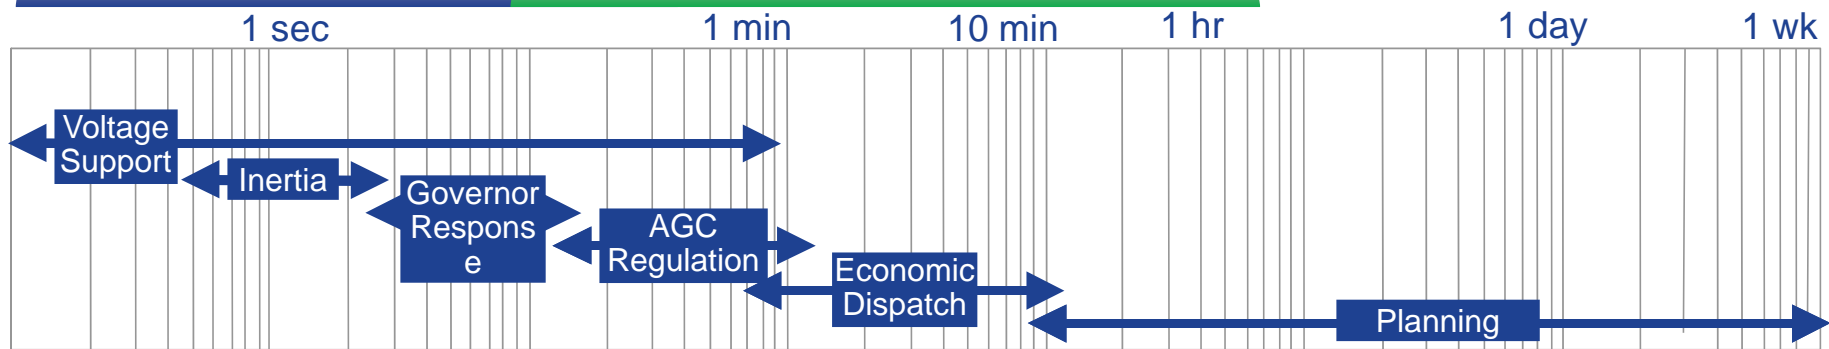 1 sec 1 min 10 min 1 hr 1 day 1 wk
Voltage
Support
Inertia
Governor
Respons
e
AGC
Regulation
Economic
Dispatch
Planning